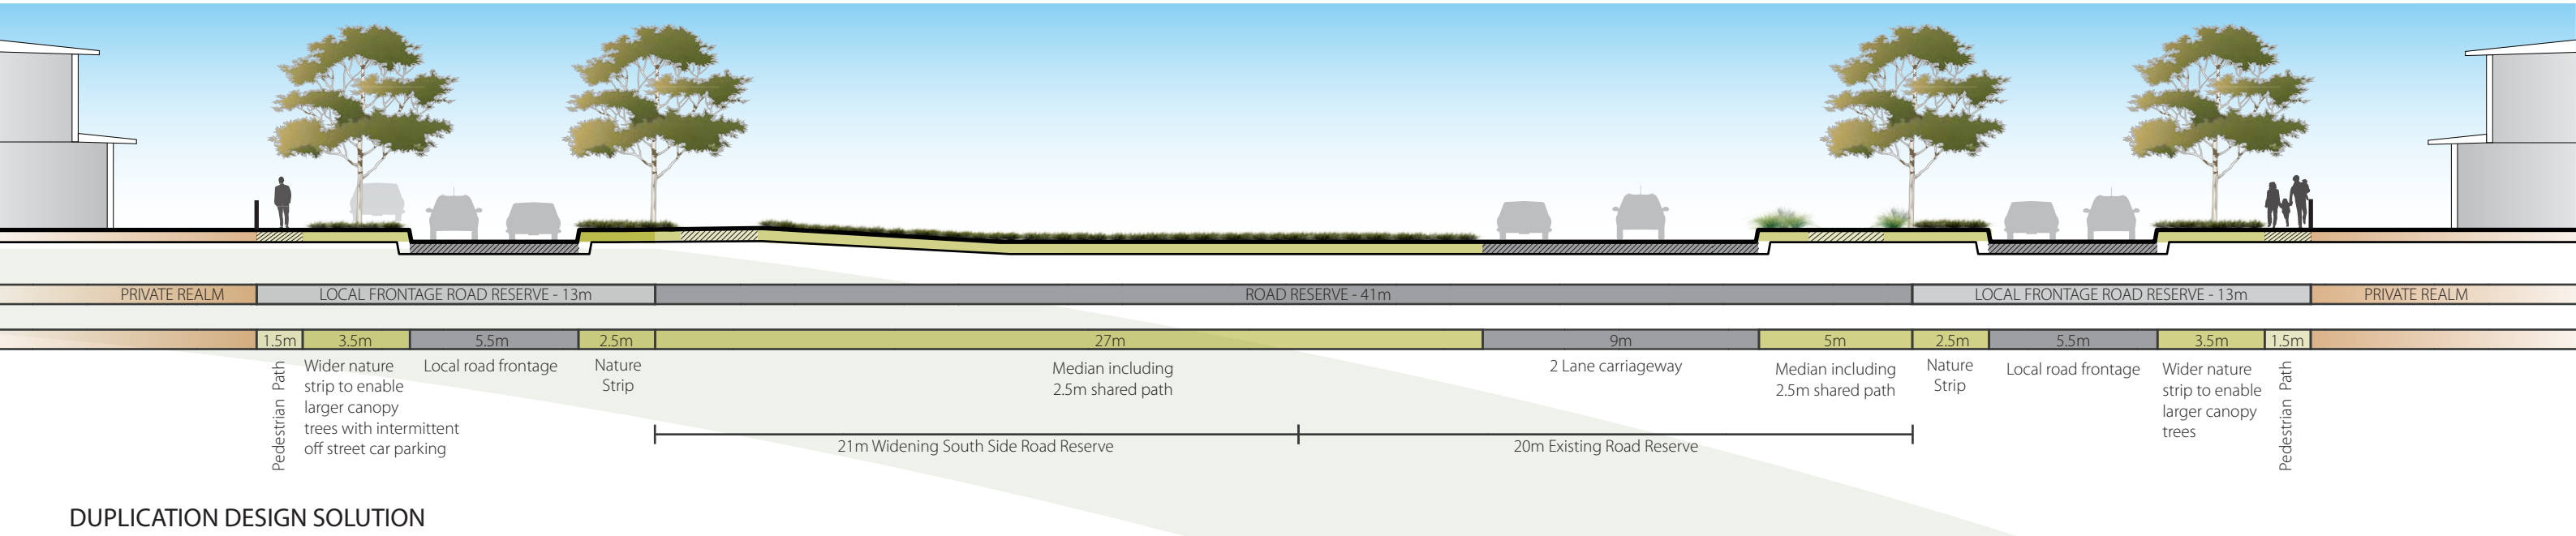 PRIVATE REALM
LOCAL FRONTAGE ROAD RESERVE - 13m
ROAD RESERVE - 41m
LOCAL FRONTAGE ROAD RESERVE - 13m
PRIVATE REALM
1.5m
3.5m
5.5m
2.5m
27m
9m
5m
2.5m
5.5m
3.5m
1.5m
Pedestrian Path
Wider nature
strip to enable
larger canopy
trees with intermittent
off street car parking
Local road frontage
Nature
Strip
Median including
2.5m shared path
2 Lane carriageway
Median including
2.5m shared path
Nature
Strip
Local road frontage
Wider nature
strip to enable
larger canopy
trees
Pedestrian Path
21m Widening South Side Road Reserve
20m Existing Road Reserve
DUPLICATION DESIGN SOLUTION